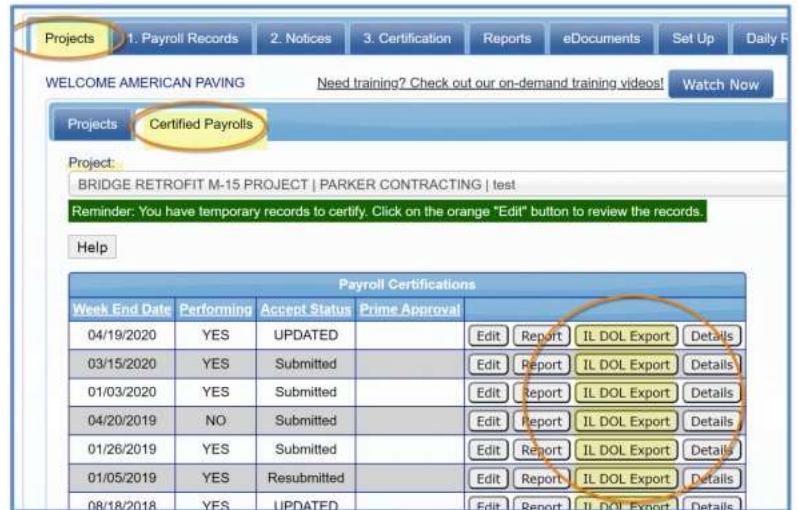 Projects 1. Payroll Records 2. Notices 3. Certification Reports eDocuments Set Up Daily
WELCOME AMERICAN PAVING Need training? Check out our on-demand training videos! Watch Now
Projects Certified Payrolls
Project:
BRIDGE RETROFIT M-15 PROJECT | PARKER CONTRACTING | test
Reminder: You have temporary records to certify. Click on the orange "Edit" button to review the records.
Help
Payroll Certifications
Week End Date Performing Accept Status Prime Approval
04/19/2020 YES UPDATED Edit Report IL DOL Export Details
03/15/2020 YES Submitted Edit Report IL DOL Export Details
01/03/2020 YES Submitted Edit Report IL DOL Export Details
04/20/2019 NO Submitted Edit Report IL DOL Export Details
01/26/2019 YES Submitted Edit Report IL DOL Export Details
01/05/2019 YES Resubmitted Edit Report IL DOL Export Details
08/18/2018 YES UPDATED Edit Report IL DOL Export Details